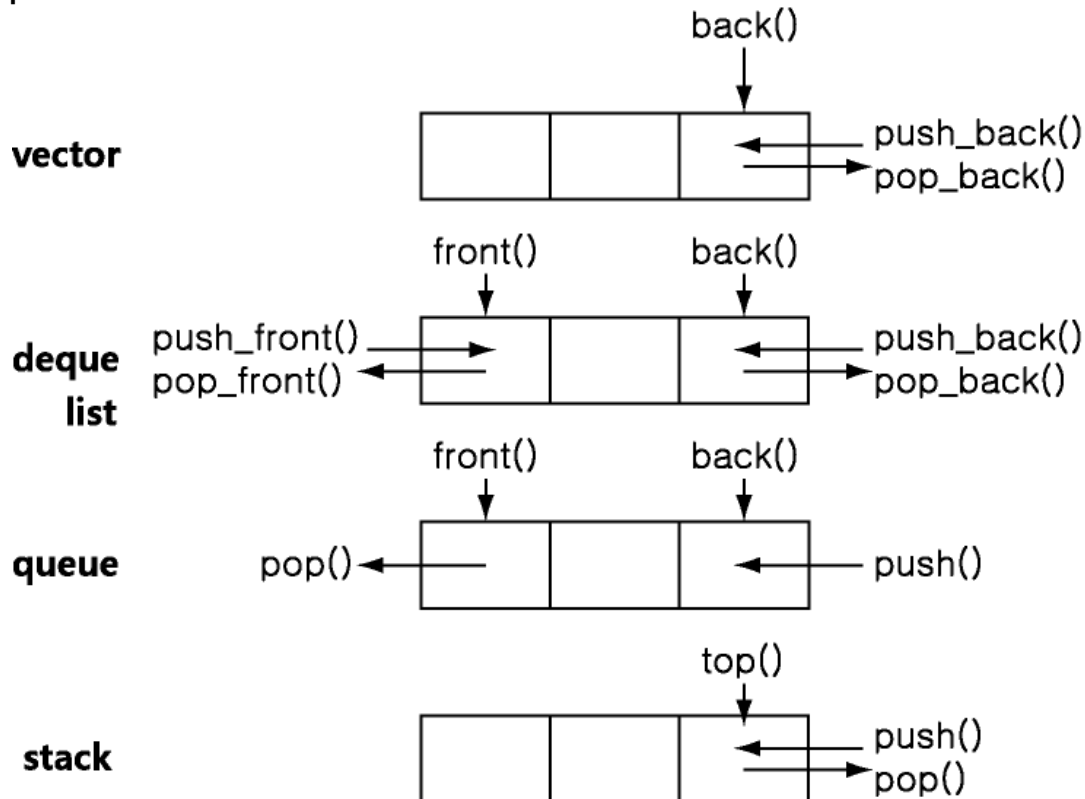 back()
vector
push_back()
pop_back()
front()
back()
push_front()
pop_front()
deque
list
push_back()
pop_back()
front()
back()
queue
pop()
push()
top()
stack
push()
pop()